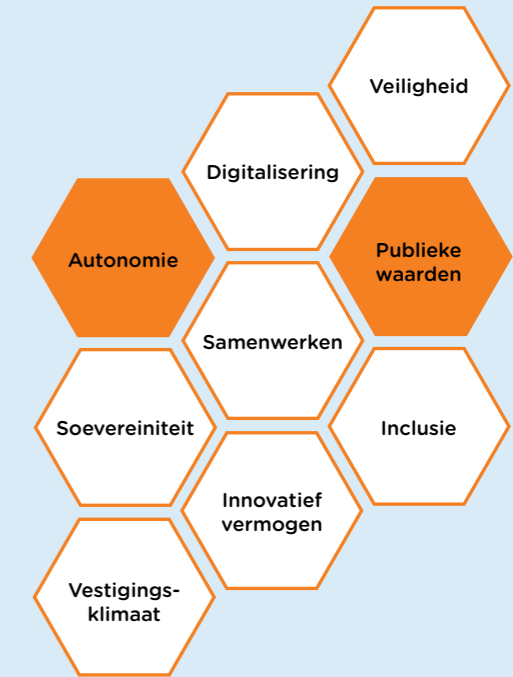 Veiligheid
Digitalisering
Autonomie
Publieke
waarden
Samenwerken
Soevereiniteit
Inclusie
Innovatief
vermogen
Vestigings-
klimaat